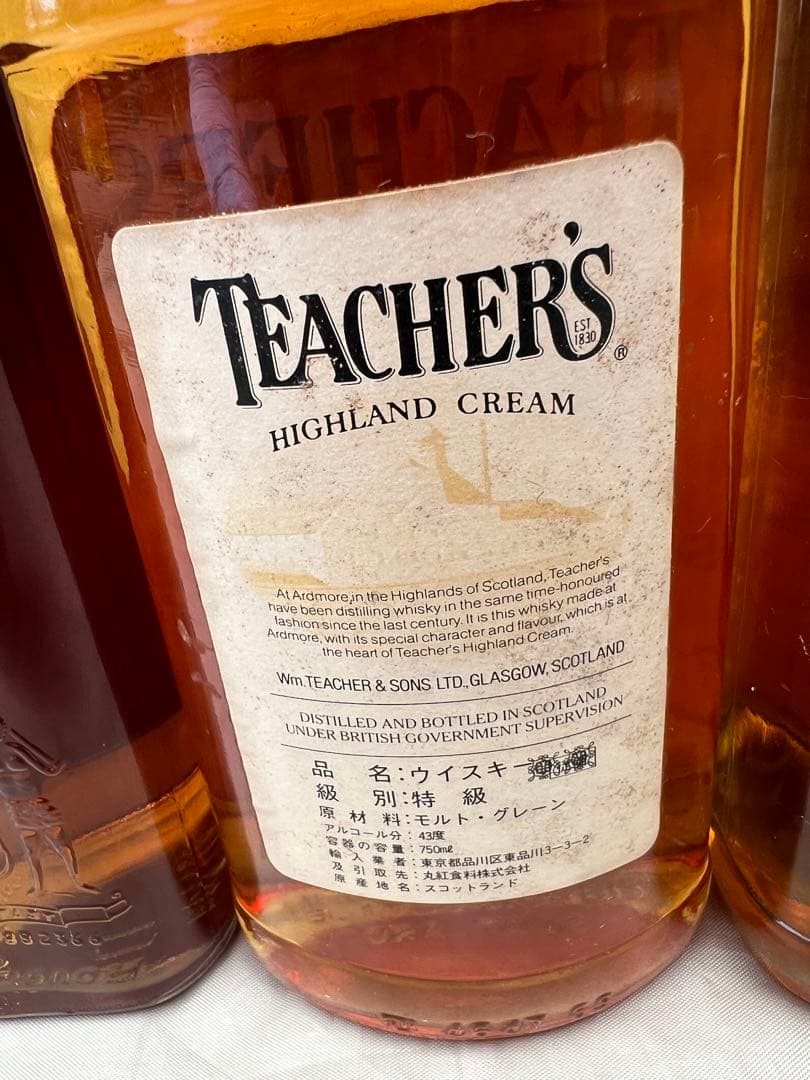 TEACHER'S
EST
1830
®
HIGHLAND CREAM
At Ardmore, in the Highlands of Scotland, Teacher's
have been distilling whisky in the same time-honoured
fashion since the last century. It is this whisky made at
Ardmore, with its special character and flavour, which is at
the heart of Teacher's Highland Cream.
Wm. TEACHER & SONS LTD., GLASGOW, SCOTLAND
DISTILLED AND BOTTLED IN SCOTLAND
UNDER BRITISH GOVERNMENT SUPERVISION
品 名:ウイスキー
級 別:特 級
原 材 料:モルト・グレーン
アルコール分:43度
容器の容量:750mℓ
輸入業者:東京都品川区東品川3-3-2
及引取先:丸紅食料株式会社
原産地名:スコットランド